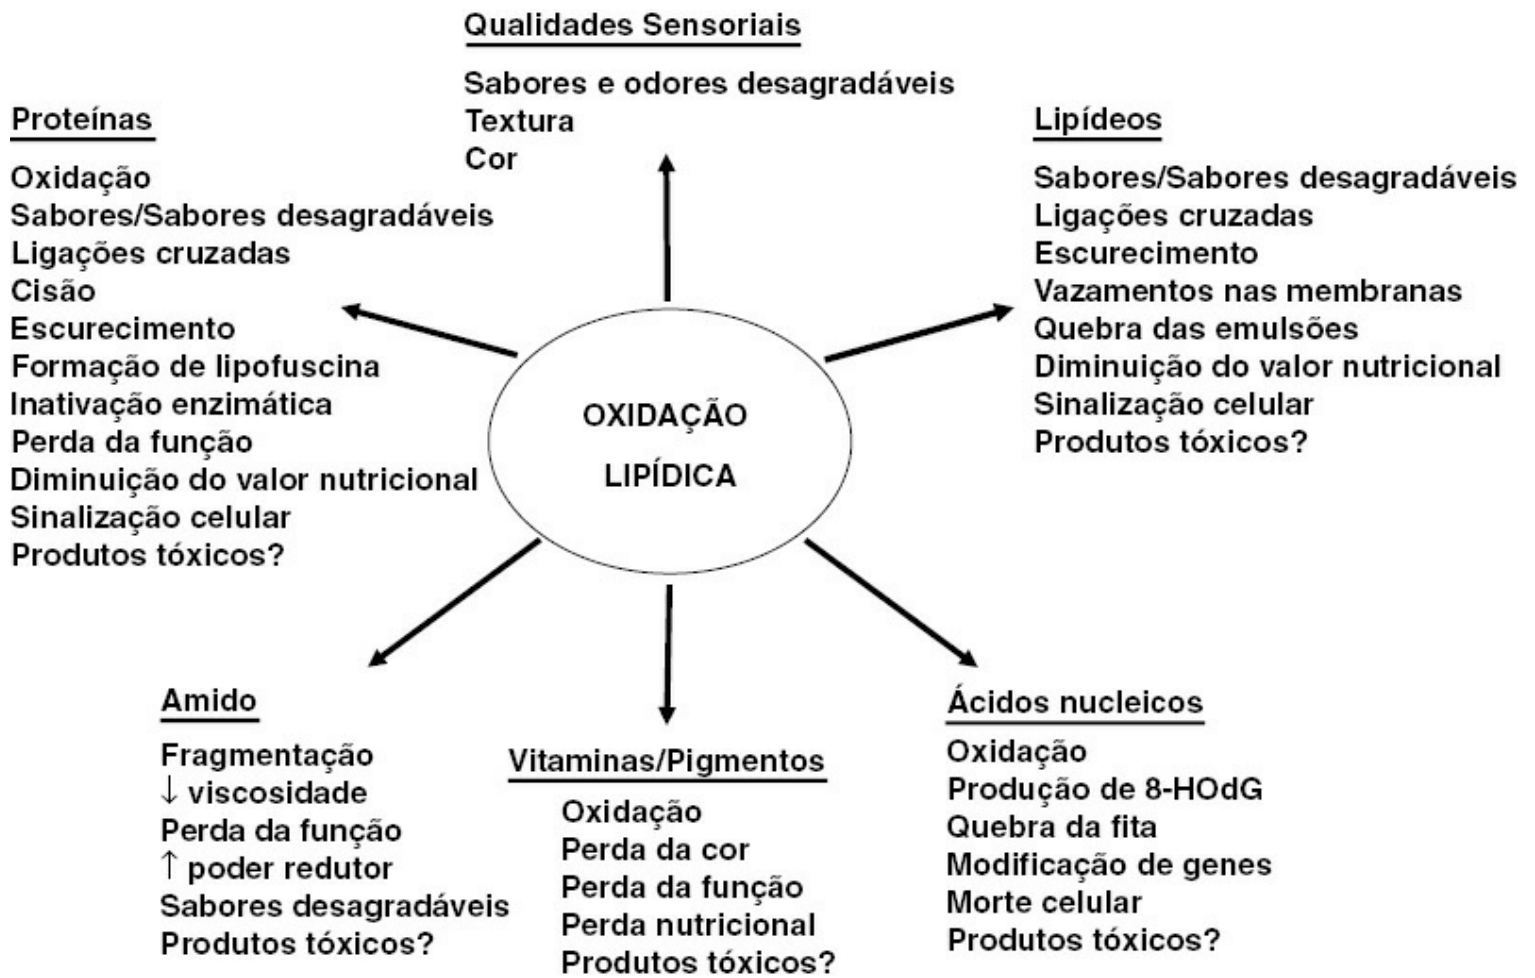 Qualidades Sensoriais
Sabores e odores desagradáveis
Textura
Cor
Proteínas
Oxidação
Sabores/Sabores desagradáveis
Ligações cruzadas
Cisão
Escurecimento
Formação de lipofuscina
Inativação enzimática
Perda da função
Diminuição do valor nutricional
Sinalização celular
Produtos tóxicos?
Lipídeos
Sabores/Sabores desagradáveis
Ligações cruzadas
Escurecimento
Vazamentos nas membranas
Quebra das emulsões
Diminuição do valor nutricional
Sinalização celular
Produtos tóxicos?
OXIDAÇÃO
LIPÍDICA
Amido
Fragmentação
↓ viscosidade
Perda da função
↑ poder redutor
Sabores desagradáveis
Produtos tóxicos?
Vitaminas/Pigmentos
Oxidação
Perda da cor
Perda da função
Perda nutricional
Produtos tóxicos?
Ácidos nucleicos
Oxidação
Produção de 8-HOdG
Quebra da fita
Modificação de genes
Morte celular
Produtos tóxicos?